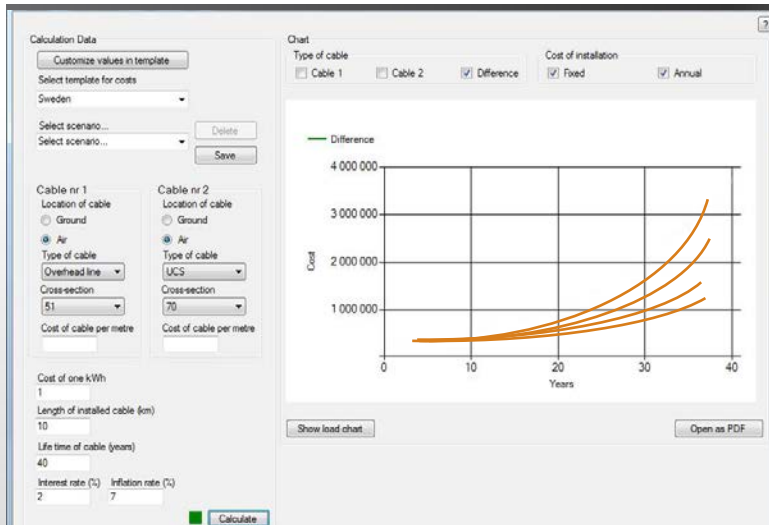 ?
Calculation Data
Customize values in template
Select template for costs
Sweden
Select scenario...
Select scenario...
Delete
Save
Cable nr 1
Location of cable
Ground
Air
Type of cable
Overhead line
Cross-section
51
Cost of cable per metre
Cable nr 2
Location of cable
Ground
Air
Type of cable
UCS
Cross-section
70
Cost of cable per metre
Cost of one kWh
1
Length of installed cable (km)
10
Life time of cable (years)
40
Interest rate (%) Inflation rate (%)
2 7
Calculate
Chart
Type of cable
Cable 1 Cable 2 Difference
Cost of installation
Fixed Annual
Difference
4 000 000
3 000 000
2 000 000
1 000 000
Cost
0 10 20 30 40
Years
Show load chart
Open as PDF